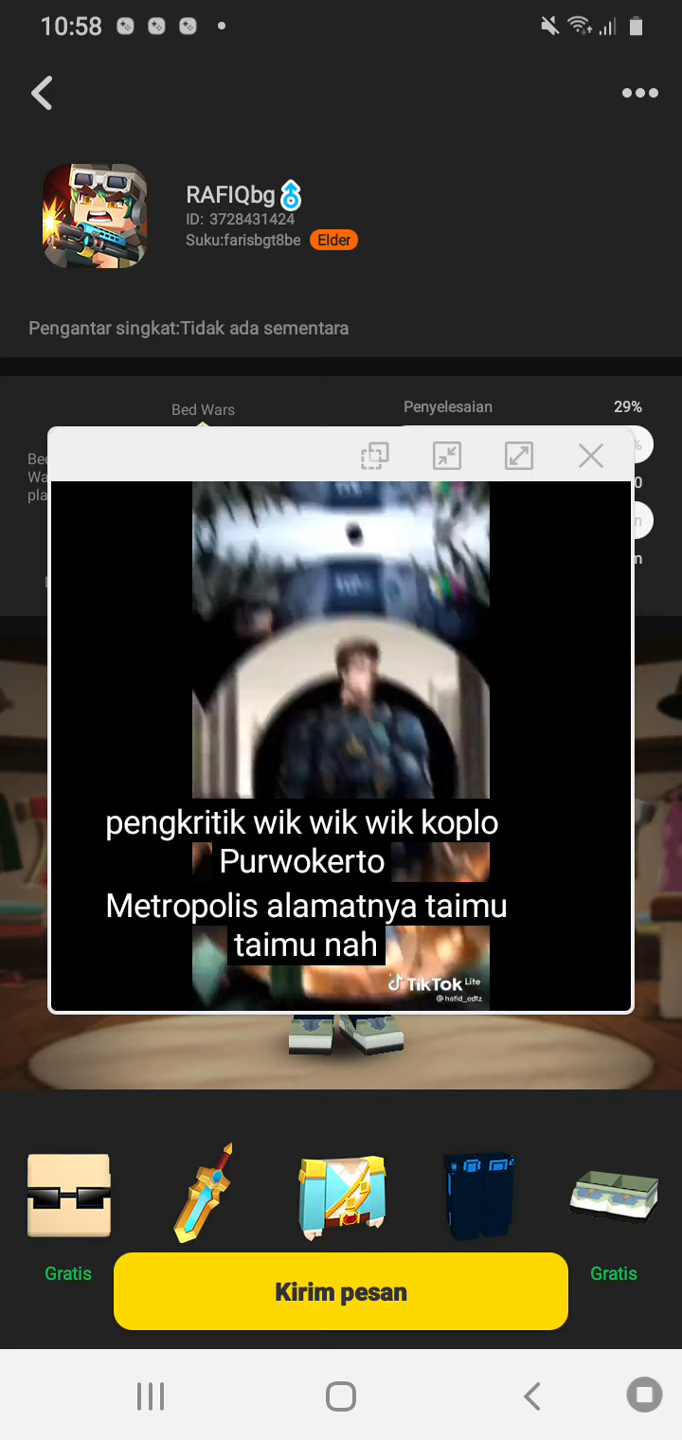 10:58
RAFIQbg
ID: 3728431424
Suku:farisbgt8be Elder
Pengantar singkat:Tidak ada sementara
Bed Wars
Penyelesaian 29%
pengkritik wik wik wik koplo
Purwokerto
Metropolis alamatnya taimu
taimu nah
TikTok Lite
@hafid_edtz
Gratis
Kirim pesan
Gratis